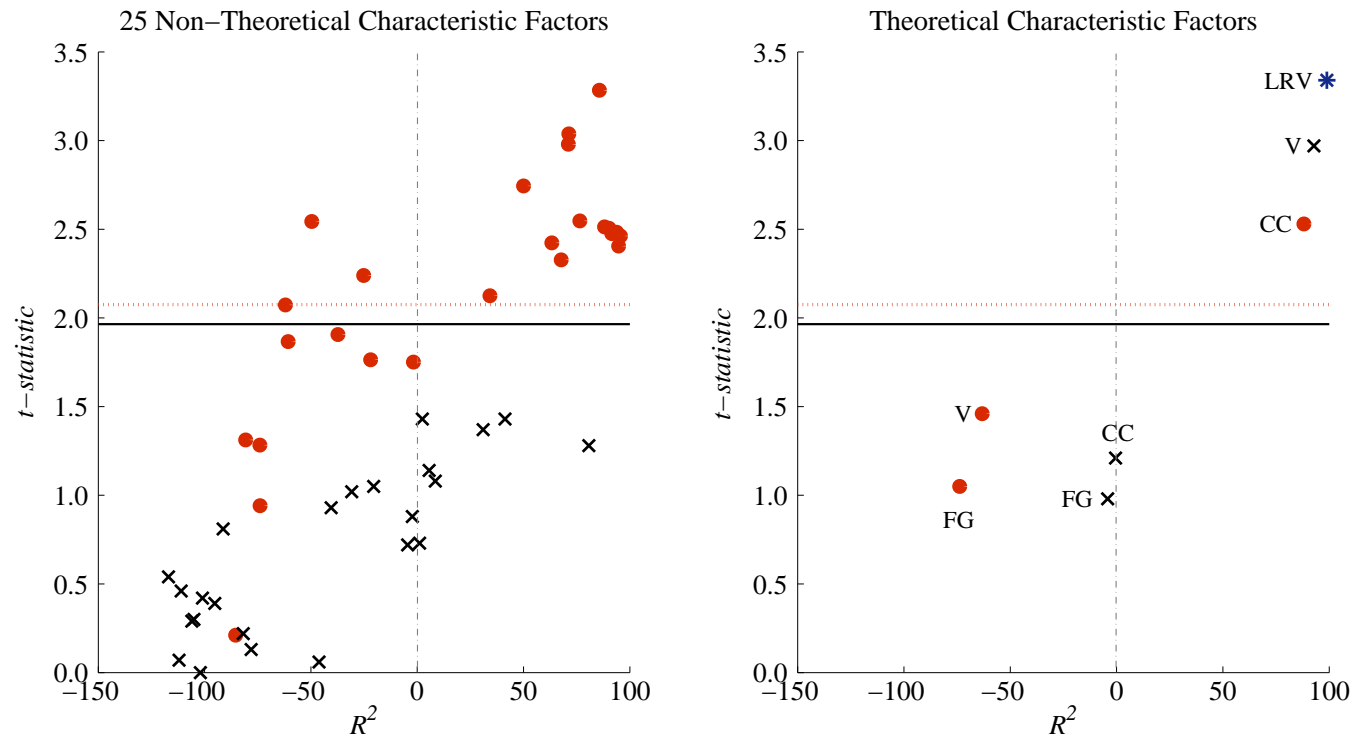 25 Non−Theoretical Characteristic Factors
3.5
3.0
2.5
2.0
1.5
1.0
0.5
0.0
t−statistic
−150
−100
−50
0
50
100
R²
Theoretical Characteristic Factors
3.5
3.0
2.5
2.0
1.5
1.0
0.5
0.0
t−statistic
LRV
V
CC
V
CC
FG
FG
−150
−100
−50
0
50
100
R²